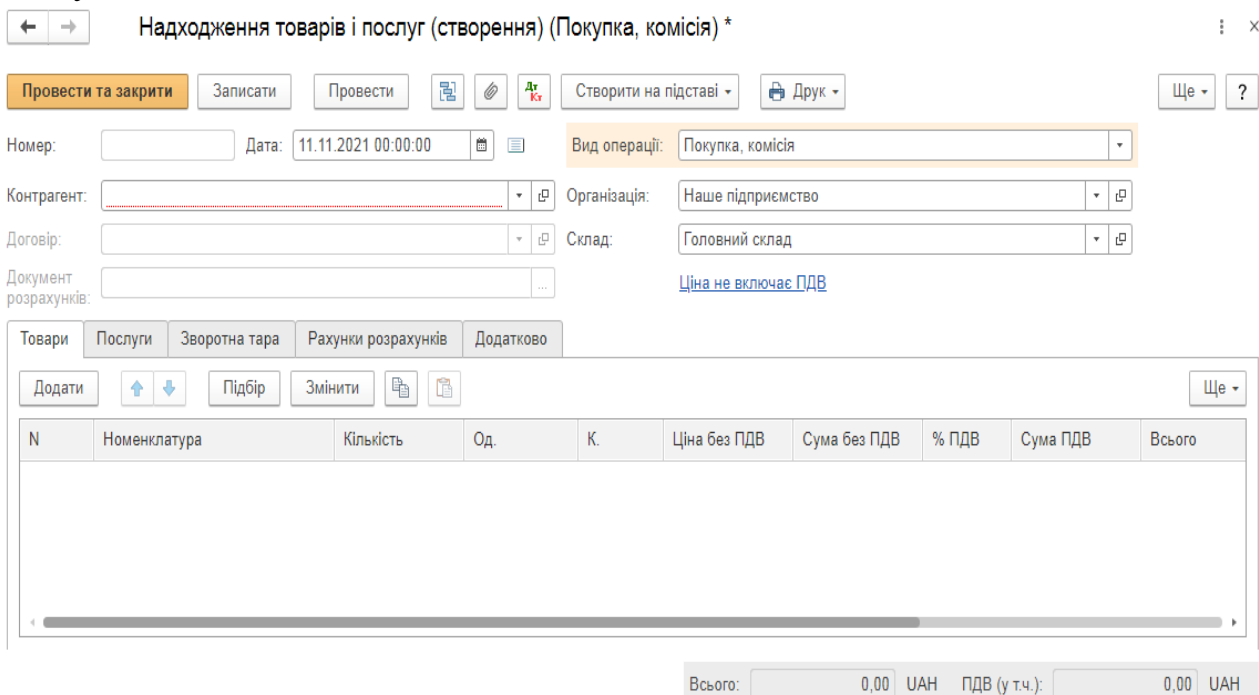 Надходження товарів і послуг (створення) (Покупка, комісія) *
Провести та закрити Записати Провести Дт Кт Створити на підставі Друк Ще ?
Номер: Дата: 11.11.2021 00:00:00 Вид операції: Покупка, комісія
Контрагент: Організація: Наше підприємство
Договір: Склад: Головний склад
Документ розрахунків: ... Ціна не включає ПДВ
Товари Послуги Зворотна тара Рахунки розрахунків Додатково
Додати Підбір Змінити Ще
N Номенклатура Кількість Од. К. Ціна без ПДВ Сума без ПДВ % ПДВ Сума ПДВ Всього
Всього: 0,00 UAH ПДВ (у т.ч.): 0,00 UAH